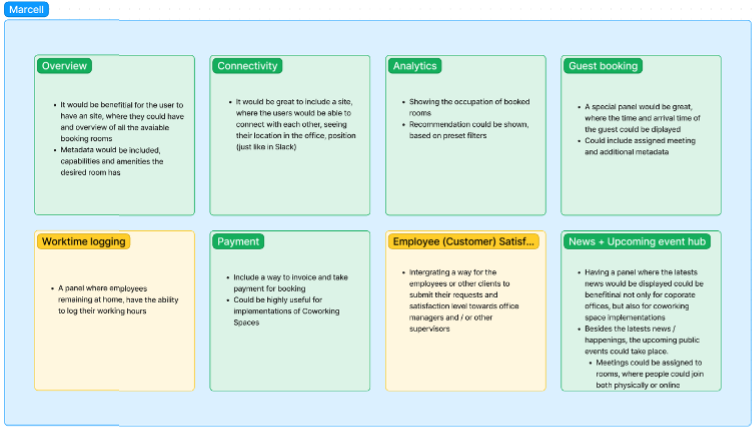 Marcell
Overview
It would be benefitial for the user to
have an site, where they could have
and overview of all the avaiable
booking rooms
Metadata would be included,
capabilities and amenities the
desired room has
Connectivity
It would be great to include a site,
where the users would be able to
connect with each other, seeing
their location in the office, position
(just like in Slack)
Analytics
Showing the occupation of booked
rooms
Recommendation could be shown,
based on preset filters
Guest booking
A special panel would be great,
where the time and arrival time of
the guest could be diplayed
Could include assigned meeting
and additional metadata
Worktime logging
A panel where employees
remaining at home, have the ability
to log their working hours
Payment
Include a way to invoice and take
payment for booking
Could be highly useful for
implementations of Coworking
Spaces
Employee (Customer) Satisf...
Intergrating a way for the
employees or other clients to
submit their requests and
satisfaction level towards office
managers and / or other
supervisors
News + Upcoming event hub
Having a panel where the latests
news would be displayed could be
benefitinal not only for coporate
offices, but also for coworking
space implementations
Besides the latests news /
happenings, the upcoming public
events could take place.
Meetings could be assigned to
rooms, where people could join
both physically or online